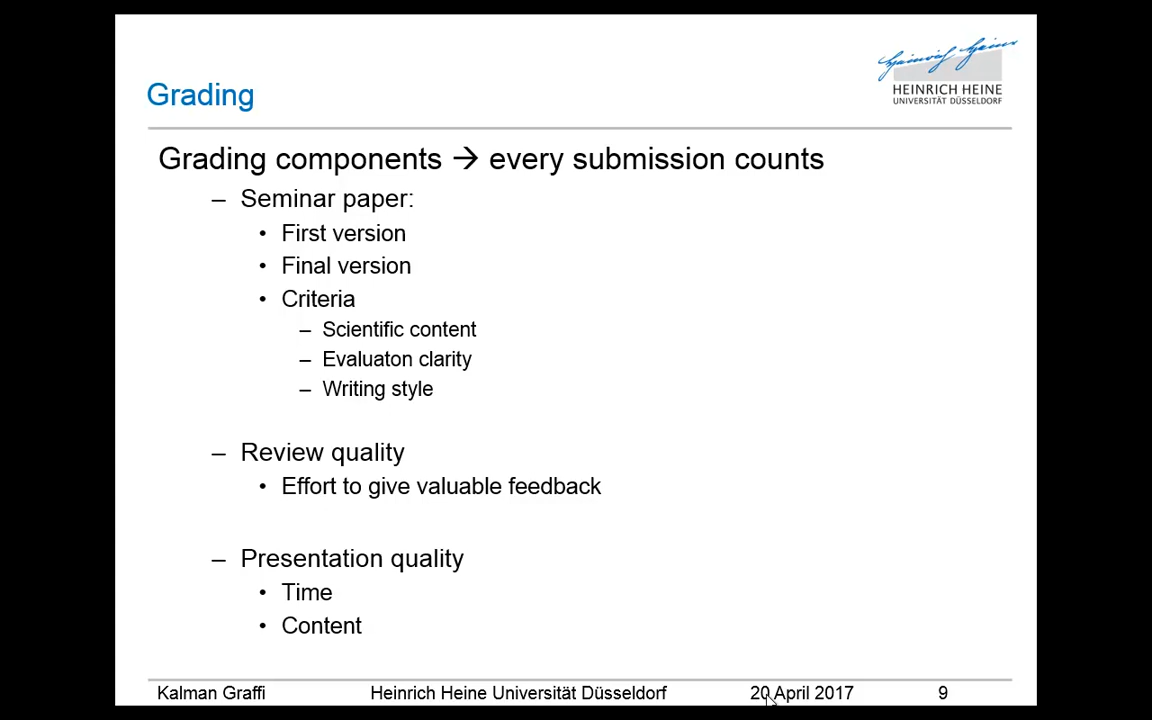 Heinrich Heine
HEINRICH HEINE
UNIVERSITÄT DÜSSELDORF
Grading
Grading components → every submission counts
– Seminar paper:
• First version
• Final version
• Criteria
– Scientific content
– Evaluaton clarity
– Writing style
– Review quality
• Effort to give valuable feedback
– Presentation quality
• Time
• Content
Kalman Graffi Heinrich Heine Universität Düsseldorf 20 April 2017 9